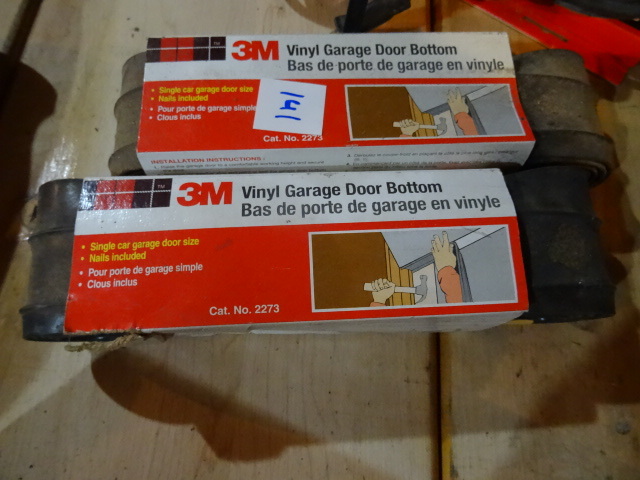 3M
Vinyl Garage Door Bottom
Bas de porte de garage en vinyle
• Single car garage door size
• Nails included
• Pour porte de garage simple
• Clous inclus
141
Cat. No. 2273
INSTALLATION INSTRUCTIONS:
TM
3M
Vinyl Garage Door Bottom
Bas de porte de garage en vinyle
• Single car garage door size
• Nails included
• Pour porte de garage simple
• Clous inclus
Cat. No. 2273